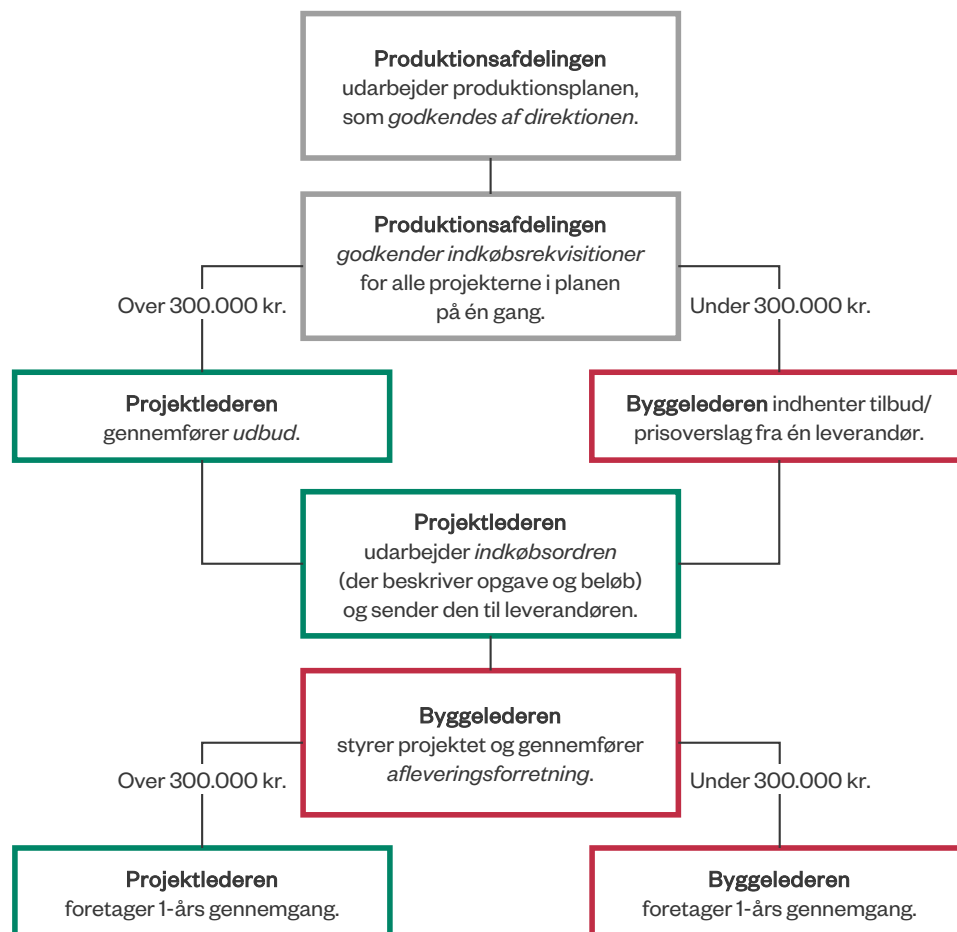 Produktionsafdelingen
udarbejder produktionsplanen,
som godkendes af direktionen.
Produktionsafdelingen
godkender indkøbsrekvisitioner
for alle projekterne i planen
på én gang.
Over 300.000 kr.
Under 300.000 kr.
Projektlederen
gennemfører udbud.
Byggelederen indhenter tilbud/
prisoverslag fra én leverandør.
Projektlederen
udarbejder indkøbsordren
(der beskriver opgave og beløb)
og sender den til leverandøren.
Byggelederen
styrer projektet og gennemfører
afleveringsforretning.
Over 300.000 kr.
Under 300.000 kr.
Projektlederen
foretager 1-års gennemgang.
Byggelederen
foretager 1-års gennemgang.